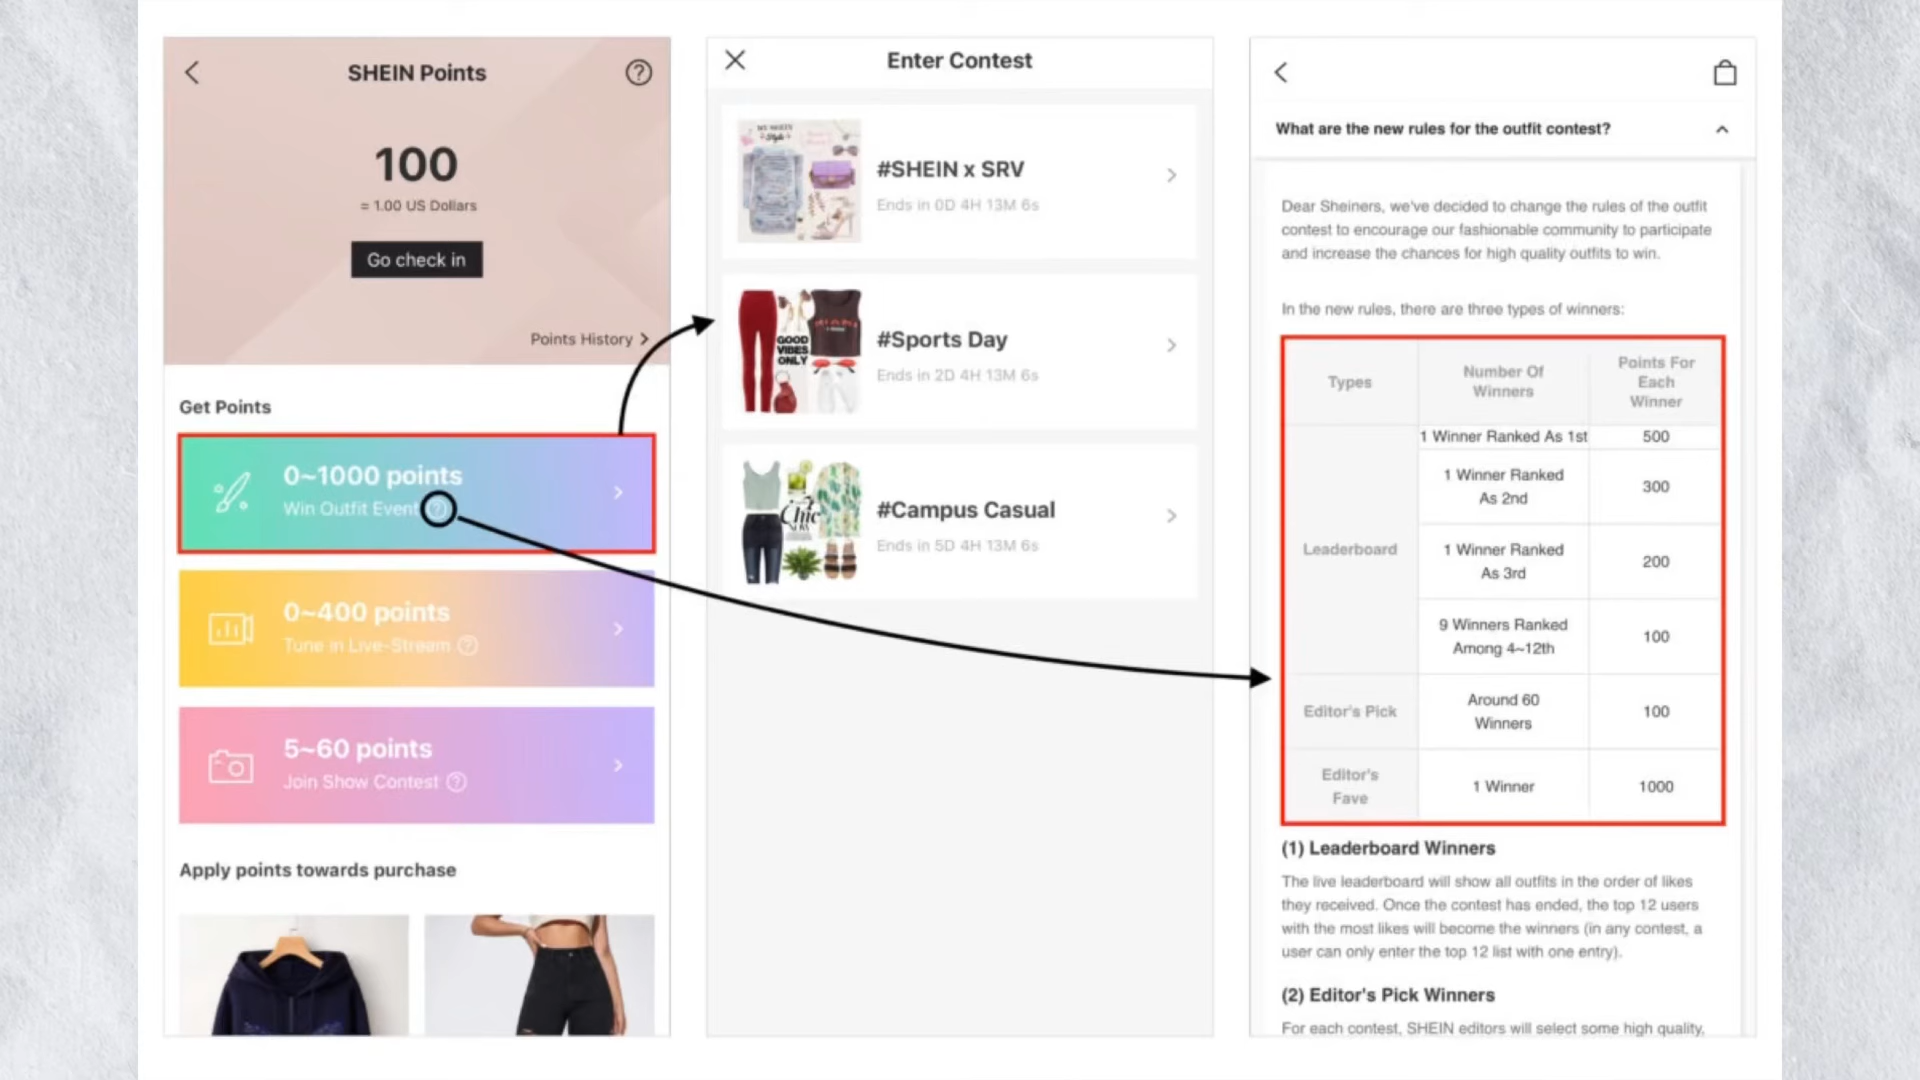 SHEIN Points
100
= 1.00 US Dollars
Go check in
Points History
Get Points
0~1000 points
Win Outfit Event
0~400 points
Tune in Live-Stream
5~60 points
Join Show Contest
Apply points towards purchase
Enter Contest
#SHEIN x SRV
Ends in 0D 4H 13M 6s
GOOD
VIBES
ONLY
#Sports Day
Ends in 2D 4H 13M 6s
Chic
#Campus Casual
Ends in 5D 4H 13M 6s
What are the new rules for the outfit contest?
Dear Sheiners, we've decided to change the rules of the outfit
contest to encourage our fashionable community to participate
and increase the chances for high quality outfits to win.
In the new rules, there are three types of winners:
Types
Number Of
Winners
Points For
Each
Winner
Leaderboard
1 Winner Ranked As 1st
500
1 Winner Ranked
As 2nd
300
1 Winner Ranked
As 3rd
200
9 Winners Ranked
Among 4~12th
100
Editor's Pick
Around 60
Winners
100
Editor's
Fave
1 Winner
1000
(1) Leaderboard Winners
The live leaderboard will show all outfits in the order of likes
they received. Once the contest has ended, the top 12 users
with the most likes will become the winners (in any contest, a
user can only enter the top 12 list with one entry).
(2) Editor's Pick Winners
For each contest, SHEIN editors will select some high quality,